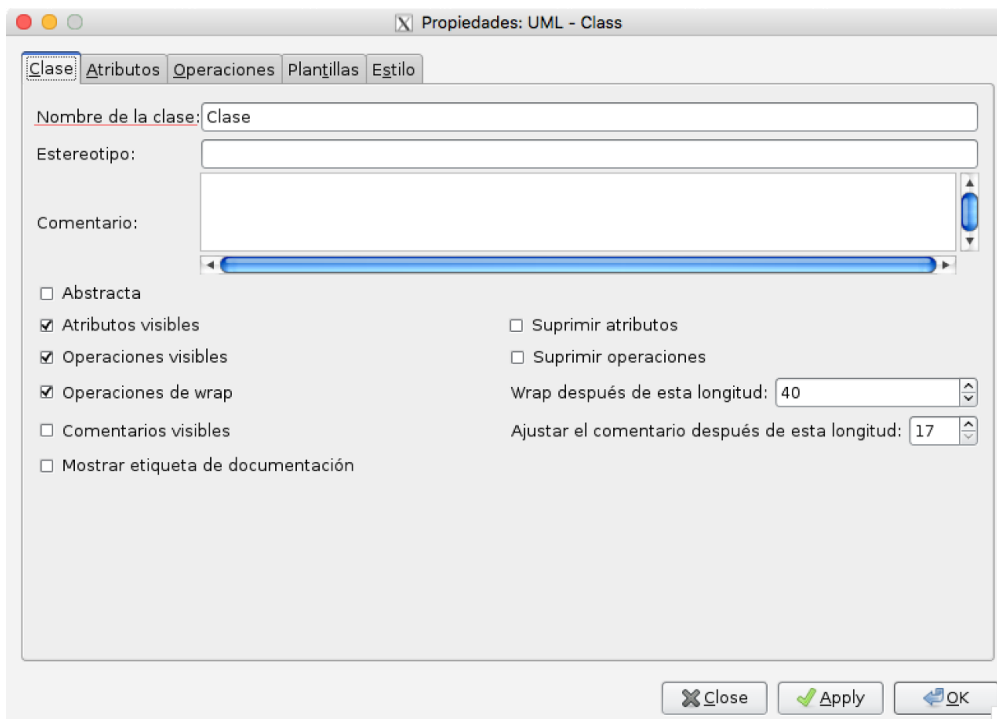 Propiedades: UML - Class
Clase Atributos Operaciones Plantillas Estilo
Nombre de la clase: Clase
Estereotipo:
Comentario:
Abstracta
Atributos visibles Suprimir atributos
Operaciones visibles Suprimir operaciones
Operaciones de wrap Wrap después de esta longitud: 40
Comentarios visibles Ajustar el comentario después de esta longitud: 17
Mostrar etiqueta de documentación
Close Apply OK